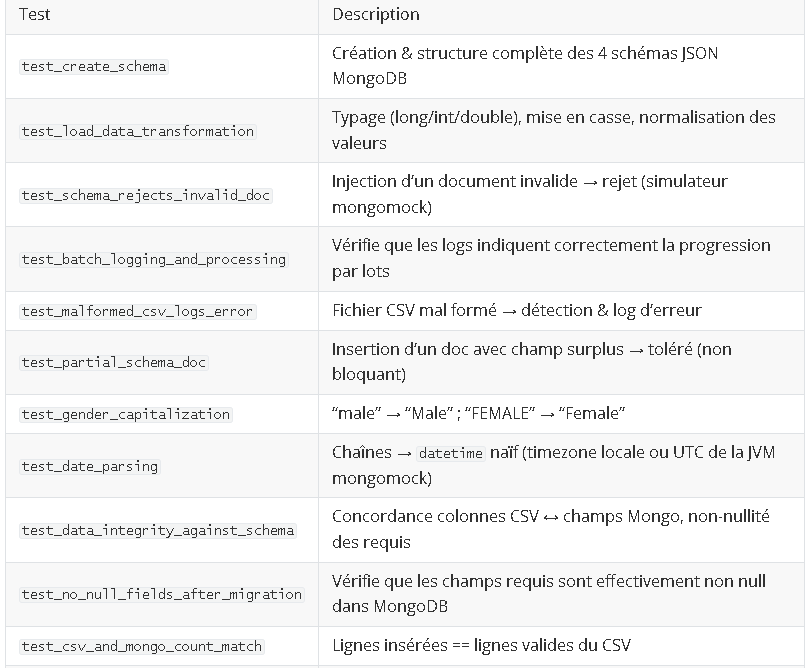 Test
Description
test_create_schema
Création & structure complète des 4 schémas JSON
MongoDB
test_load_data_transformation
Typage (long/int/double), mise en casse, normalisation des
valeurs
test_schema_rejects_invalid_doc
Injection d’un document invalide → rejet (simulateur
mongomock)
test_batch_logging_and_processing
Vérifie que les logs indiquent correctement la progression
par lots
test_malformed_csv_logs_error
Fichier CSV mal formé → détection & log d’erreur
test_partial_schema_doc
Insertion d’un doc avec champ surplus → toléré (non
bloquant)
test_gender_capitalization
“male” → “Male” ; “FEMALE” → “Female”
test_date_parsing
Chaînes → datetime naïf (timezone locale ou UTC de la JVM
mongomock)
test_data_integrity_against_schema
Concordance colonnes CSV ↔ champs Mongo, non-nullité
des requis
test_no_null_fields_after_migration
Vérifie que les champs requis sont effectivement non null
dans MongoDB
test_csv_and_mongo_count_match
Lignes insérées == lignes valides du CSV